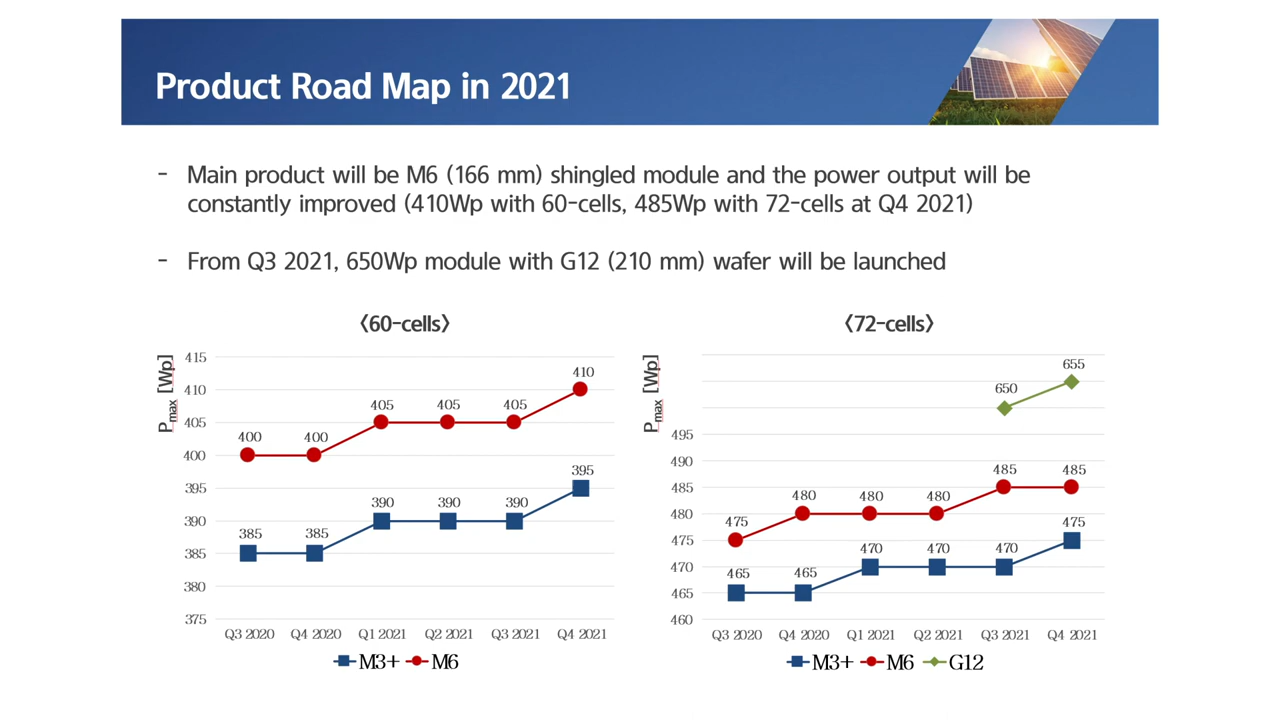 Product Road Map in 2021
- Main product will be M6 (166 mm) shingled module and the power output will be
constantly improved (410Wp with 60-cells, 485Wp with 72-cells at Q4 2021)
- From Q3 2021, 650Wp module with G12 (210 mm) wafer will be launched
〈60-cells〉
Pmax [Wp]
415
410
405
400
395
390
385
380
375
400 400 405 405 405 410
385 385 390 390 390 395
Q3 2020 Q4 2020 Q1 2021 Q2 2021 Q3 2021 Q4 2021
M3+ M6
〈72-cells〉
Pmax [Wp]
495
490
485
480
475
470
465
460
650 655
475 480 480 480 485 485
465 465 470 470 470 475
Q3 2020 Q4 2020 Q1 2021 Q2 2021 Q3 2021 Q4 2021
M3+ M6 G12